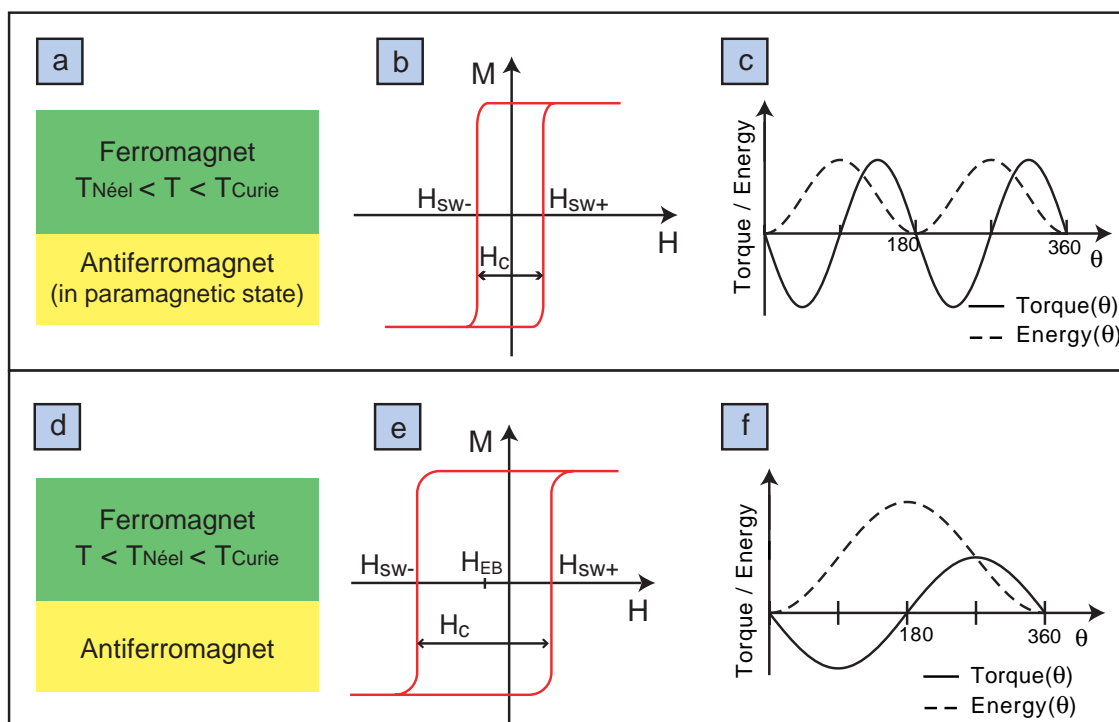 a
Ferromagnet
TNéel < T < TCurie
Antiferromagnet
(in paramagnetic state)
b
M
HSW-
HSW+
H
HC
c
Torque / Energy
180
360
θ
Torque(θ)
Energy(θ)
d
Ferromagnet
T < TNéel < TCurie
Antiferromagnet
e
M
HSW-
HEB
HSW+
H
HC
f
Torque / Energy
180
360
θ
Torque(θ)
Energy(θ)